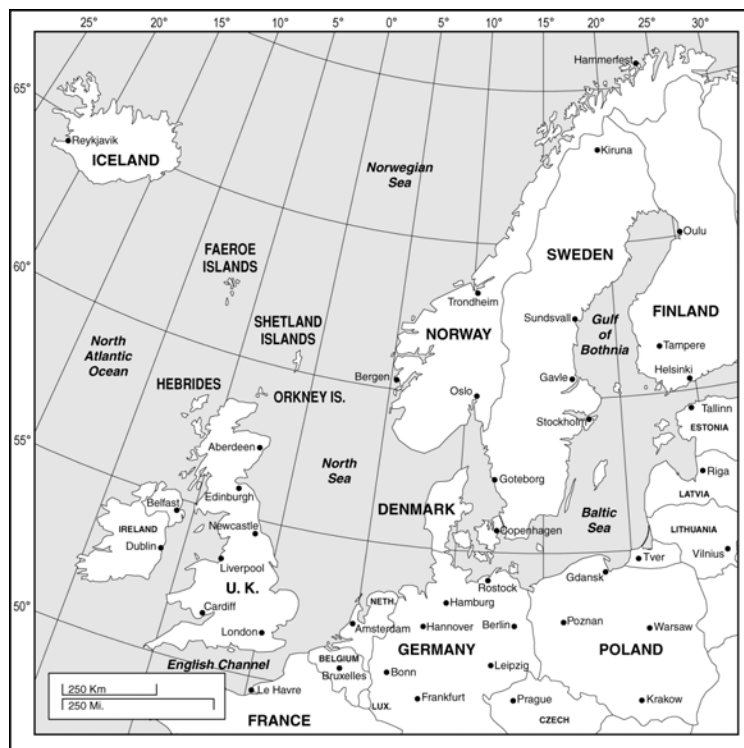 25° 20° 15° 10° 5° 0° 5° 10° 15° 20° 25° 30°
Hammerfest
65°
Reykjavik
ICELAND
Kiruna
Norwegian
Sea
Oulu
FAEROE
ISLANDS
SWEDEN
60°
Trondheim
SHETLAND
ISLANDS
NORWAY
Sundsvall
Gulf
of
Bothnia
FINLAND
North
Atlantic
Ocean
Tampere
Helsinki
HEBRIDES
Bergen
Gavle
ORKNEY IS.
Oslo
Tallinn
Stockholm
ESTONIA
55°
Aberdeen
North
Sea
Riga
Goteborg
LATVIA
Edinburgh
Belfast
DENMARK
Baltic
Sea
IRELAND
Newcastle
Copenhagen
LITHUANIA
Dublin
Vilnius
Tver
Liverpool
Gdansk
U. K.
Rostock
50°
NETH.
Hamburg
Cardiff
London
Amsterdam
Hannover
Berlin
Poznan
Warsaw
GERMANY
POLAND
English Channel
BELGIUM
Bruxelles
Bonn
Leipzig
250 Km
250 Mi.
Le Havre
LUX.
Frankfurt
Prague
Krakow
FRANCE
CZECH